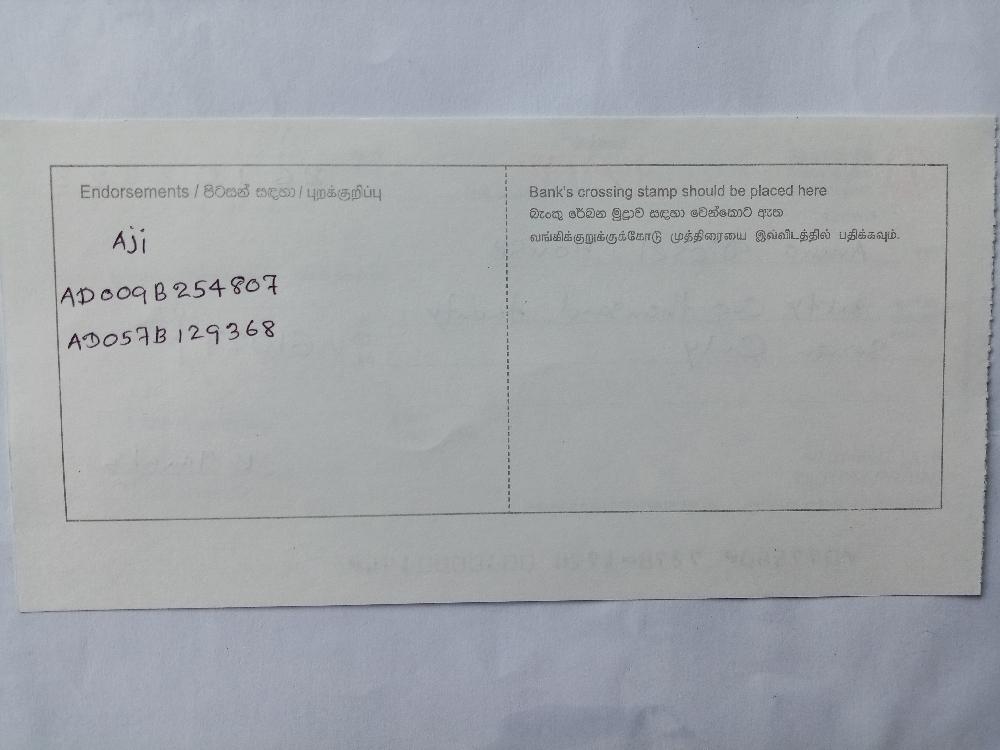 Endorsements / පිටසන් සඳහා / புறக்குறிப்பு
Aji
AD009B254807
AD057B129368
Bank's crossing stamp should be placed here
බැංකු රේඛන මුද්‍රාව සඳහා වෙන්කොට ඇත
வங்கிக்குறுக்குக்கோடு முத்திரையை இவ்விடத்தில் பதிக்கவும்.